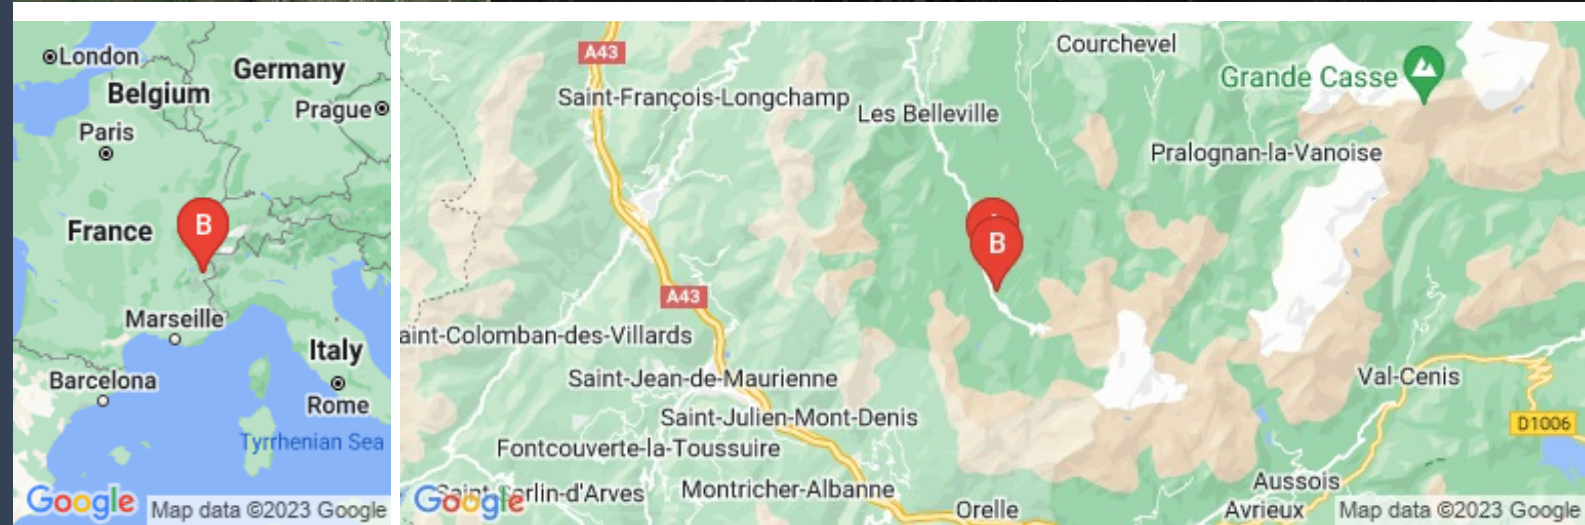 London
Belgium
Germany
Prague
Paris
B
France
Marseille
Italy
Barcelona
Rome
Tyrrhenian Sea
Google
Map data ©2023 Google
A43
Courchevel
Grande Casse
Saint-François-Longchamp
Les Belleville
Pralognan-la-Vanoise
B
A43
aint-Colomban-des-Villards
Saint-Jean-de-Maurienne
Val-Cenis
Saint-Julien-Mont-Denis
D1006
Fontcouverte-la-Toussuire
Aussois
Montricher-Albanne
Orelle
Avrieux
Google
Map data ©2023 Google